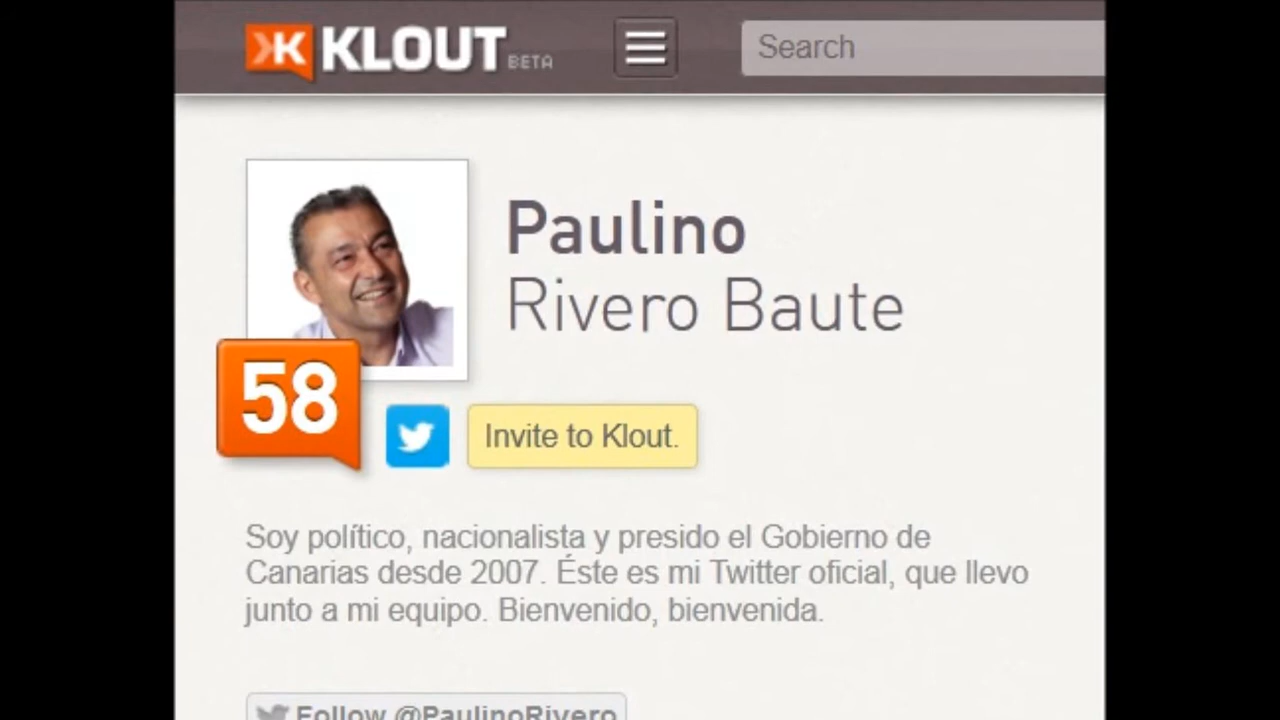 KLOUT BETA
Search
Paulino
Rivero Baute
58
Invite to Klout.
Soy político, nacionalista y presido el Gobierno de
Canarias desde 2007. Éste es mi Twitter oficial, que llevo
junto a mi equipo. Bienvenido, bienvenida.
Follow @PaulinoRivero